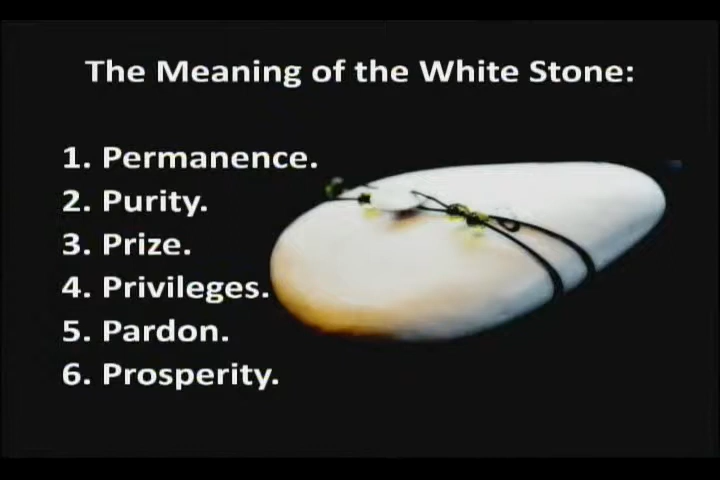 The Meaning of the White Stone:
1. Permanence.
2. Purity.
3. Prize.
4. Privileges.
5. Pardon.
6. Prosperity.